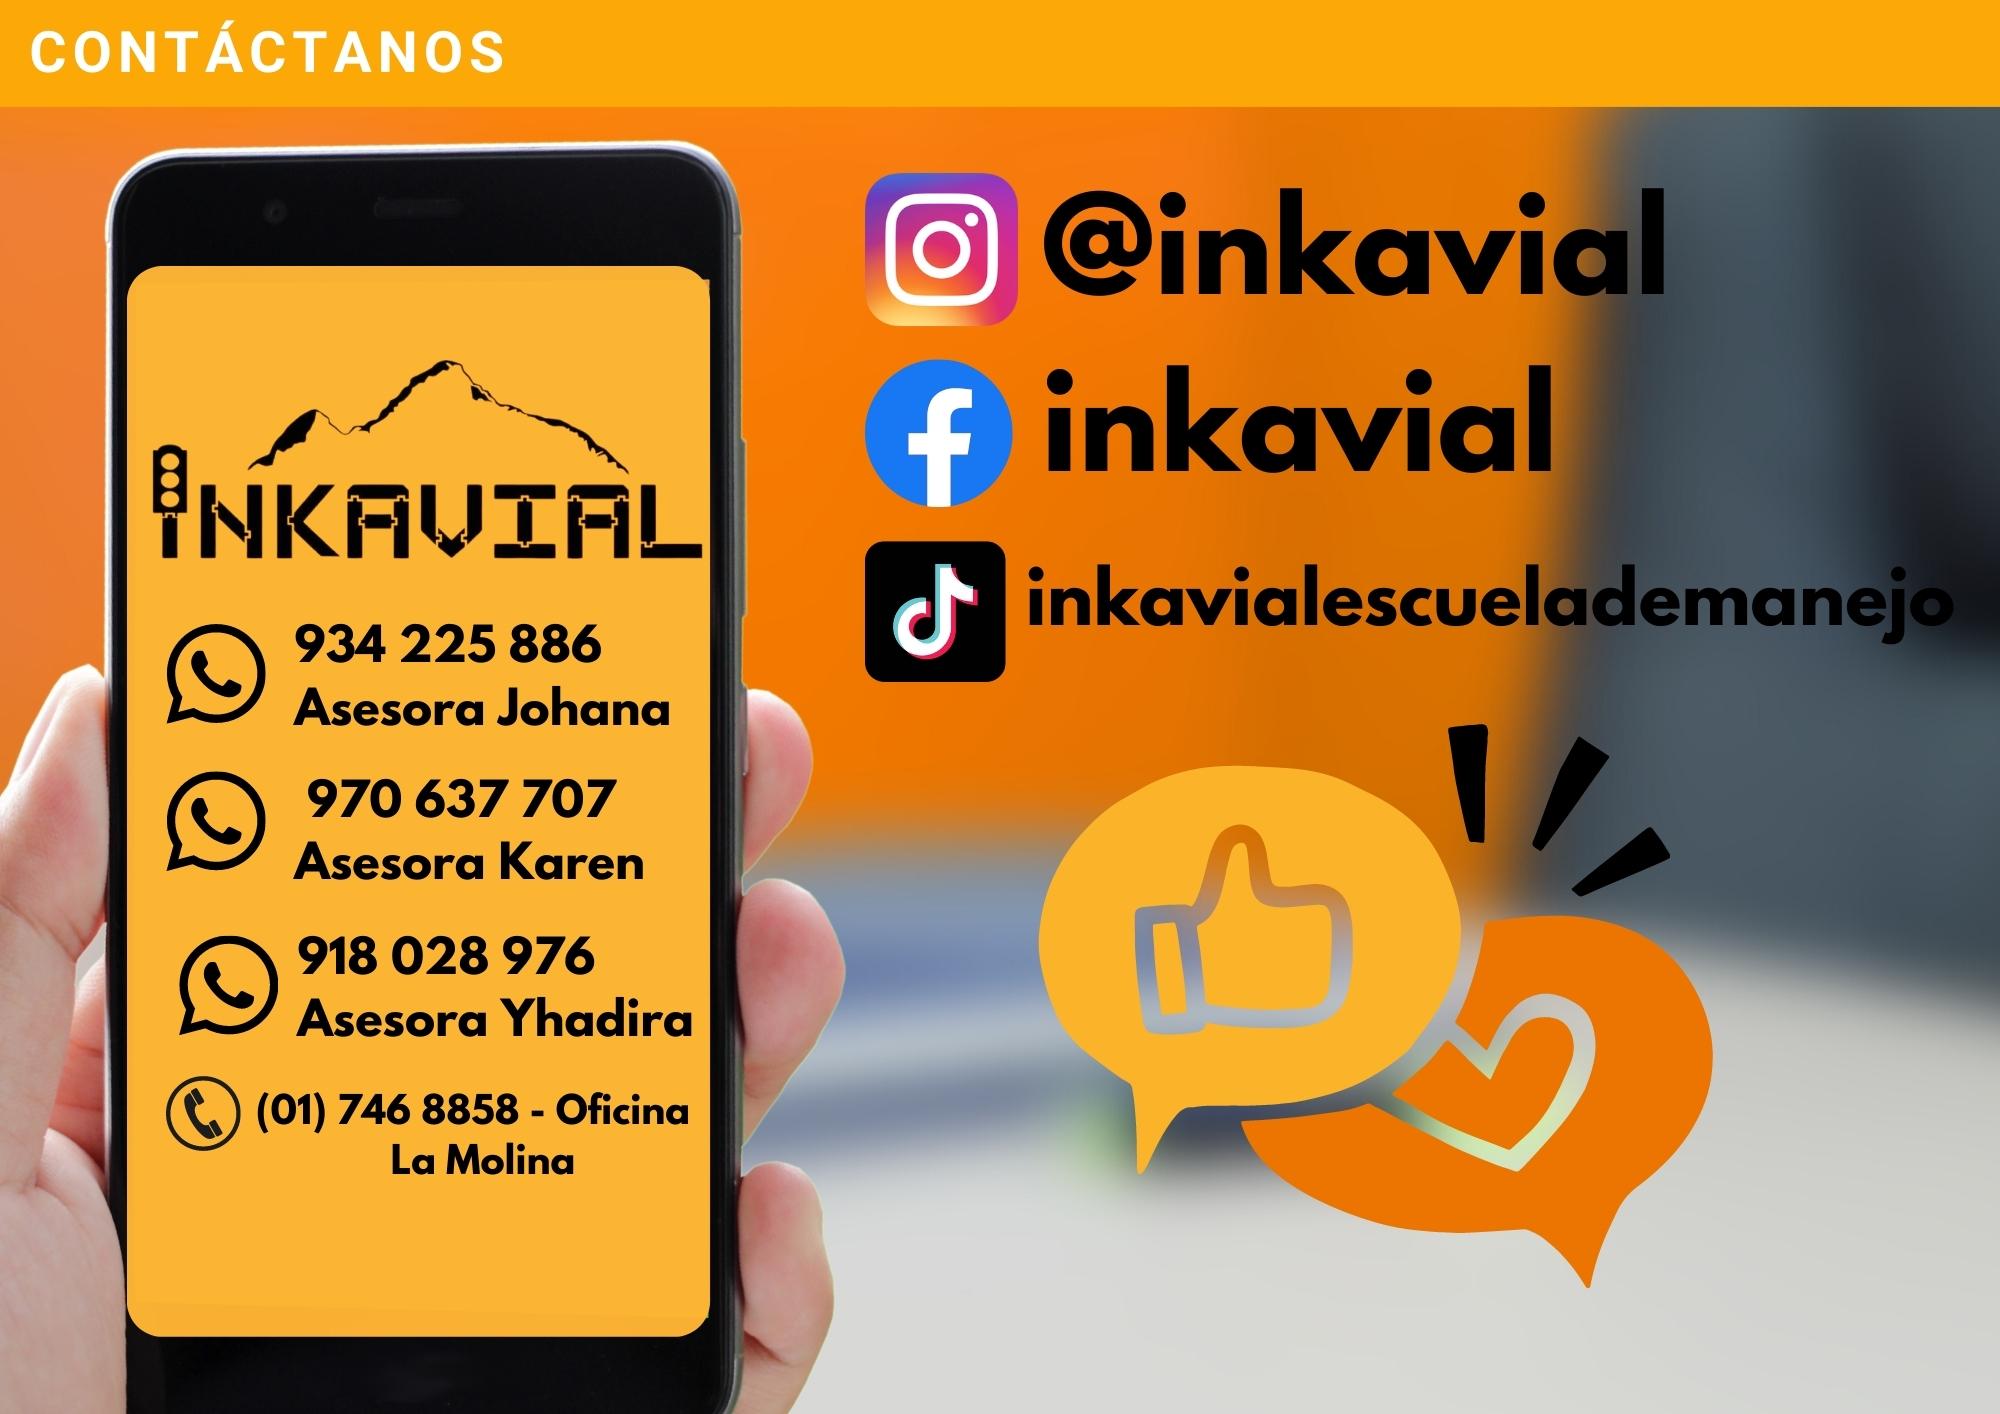 CONTÁCTANOS
INKAVIAL
934 225 886
Asesora Johana
970 637 707
Asesora Karen
918 028 976
Asesora Yhadira
(01) 746 8858 - Oficina
La Molina
@inkavial
inkavial
inkavialescuelademanejo